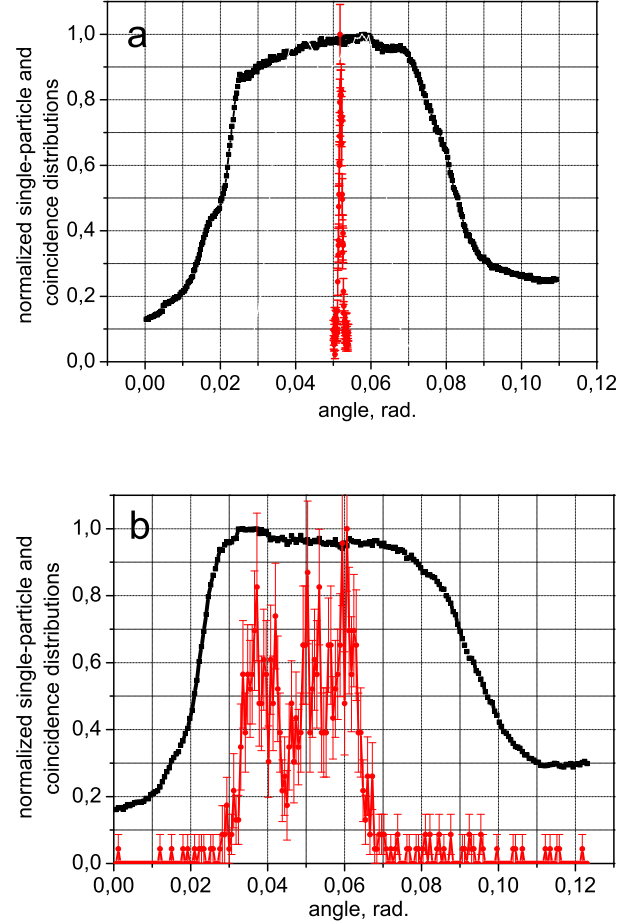 a
normalized single-particle and
coincidence distributions
1,0
0,8
0,6
0,4
0,2
0,0
0,00 0,02 0,04 0,06 0,08 0,10 0,12
angle, rad.
b
normalized single-particle and
coincidence distributions
1,0
0,8
0,6
0,4
0,2
0,0
0,00 0,02 0,04 0,06 0,08 0,10 0,12
angle, rad.